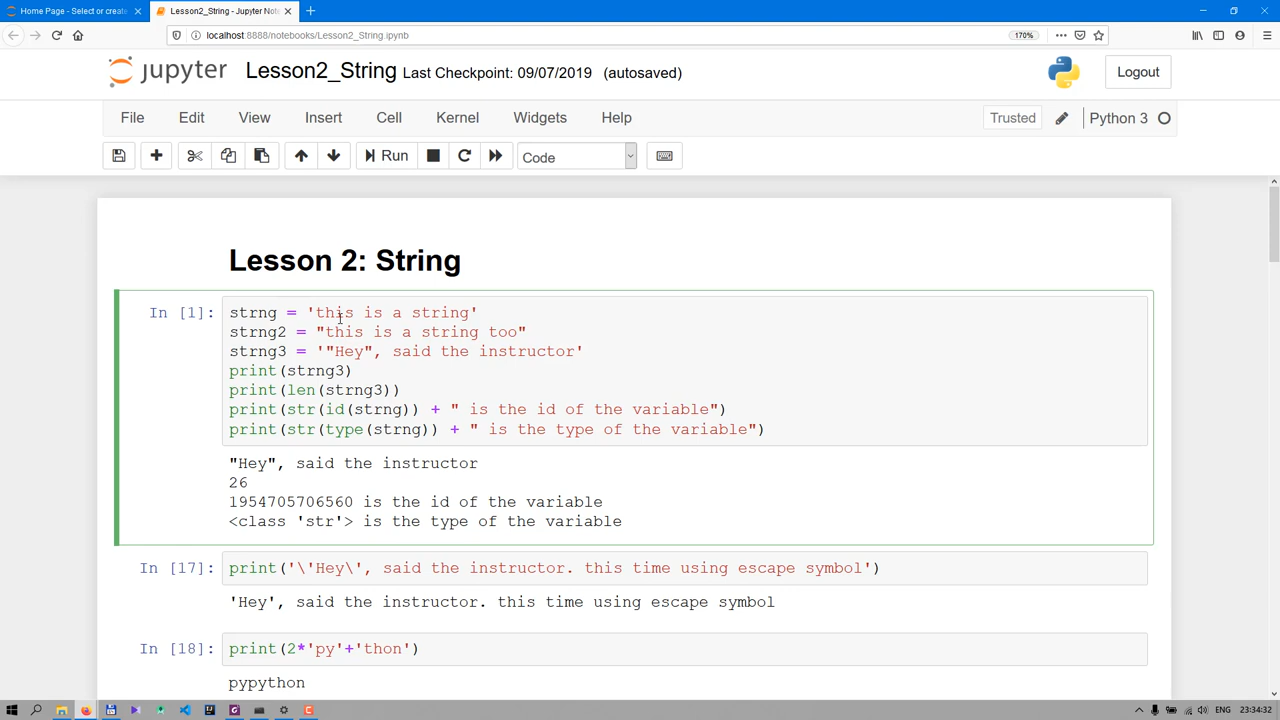 Home Page - Select or create
Lesson2_String - Jupyter Not
localhost:8888/notebooks/Lesson2_String.ipynb
170%
jupyter Lesson2_String Last Checkpoint: 09/07/2019 (autosaved)
Logout
File Edit View Insert Cell Kernel Widgets Help
Trusted Python 3
Run Code
Lesson 2: String
In [1]: strng = 'this is a string'
strng2 = "this is a string too"
strng3 = '"Hey", said the instructor'
print(strng3)
print(len(strng3))
print(str(id(strng)) + " is the id of the variable")
print(str(type(strng)) + " is the type of the variable")
"Hey", said the instructor
26
1954705706560 is the id of the variable
<class 'str'> is the type of the variable
In [17]: print('\'Hey\', said the instructor. this time using escape symbol')
'Hey', said the instructor. this time using escape symbol
In [18]: print(2*'py'+'thon')
pypython
ENG 23:34:32